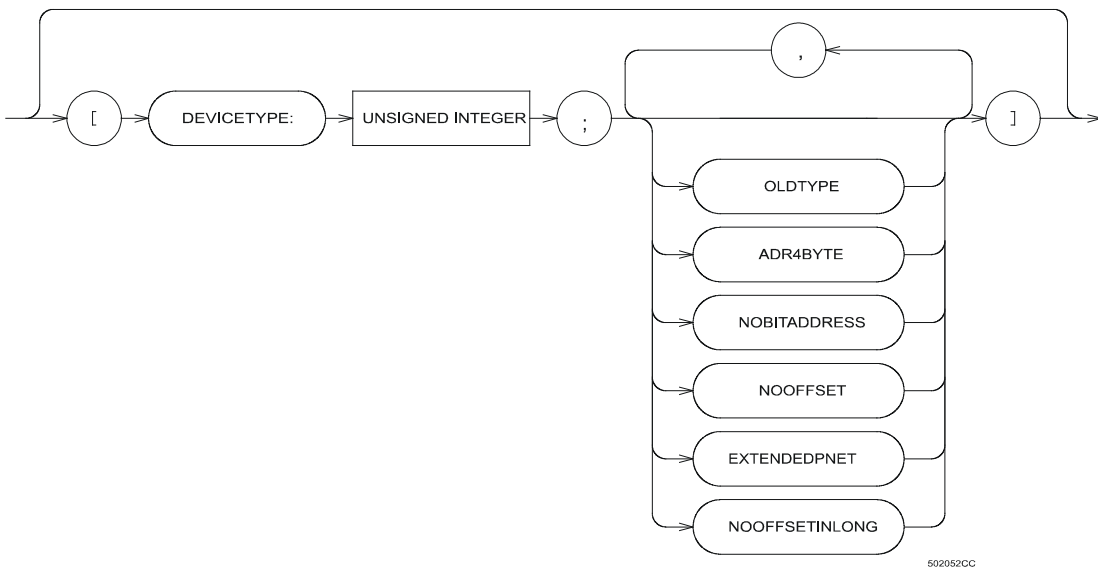 ,
[ DEVICETYPE: UNSIGNED INTEGER ; ]
OLDTYPE
ADR4BYTE
NOBITADDRESS
NOOFFSET
EXTENDEDPNET
NOOFFSETINLONG
502052CC